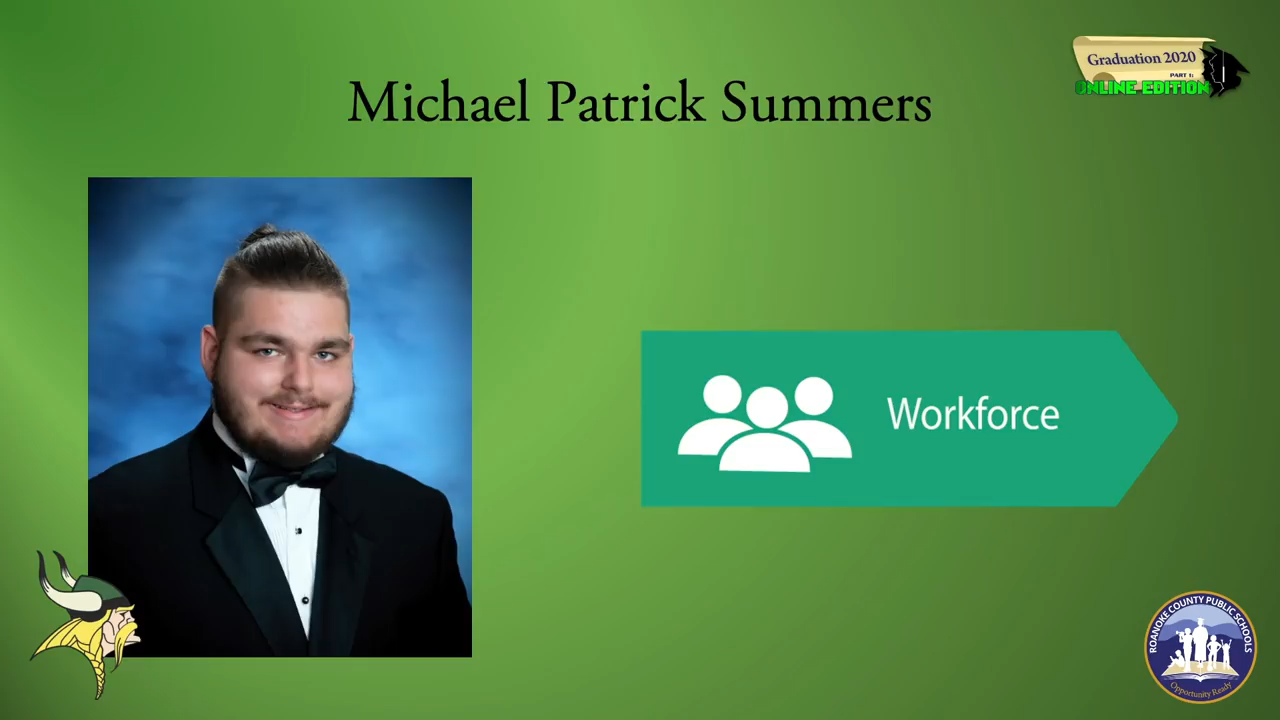 Graduation 2020
PART 1:
ONLINE EDITION
Michael Patrick Summers
Workforce
ROANOKE COUNTY PUBLIC SCHOOLS
Opportunity Ready